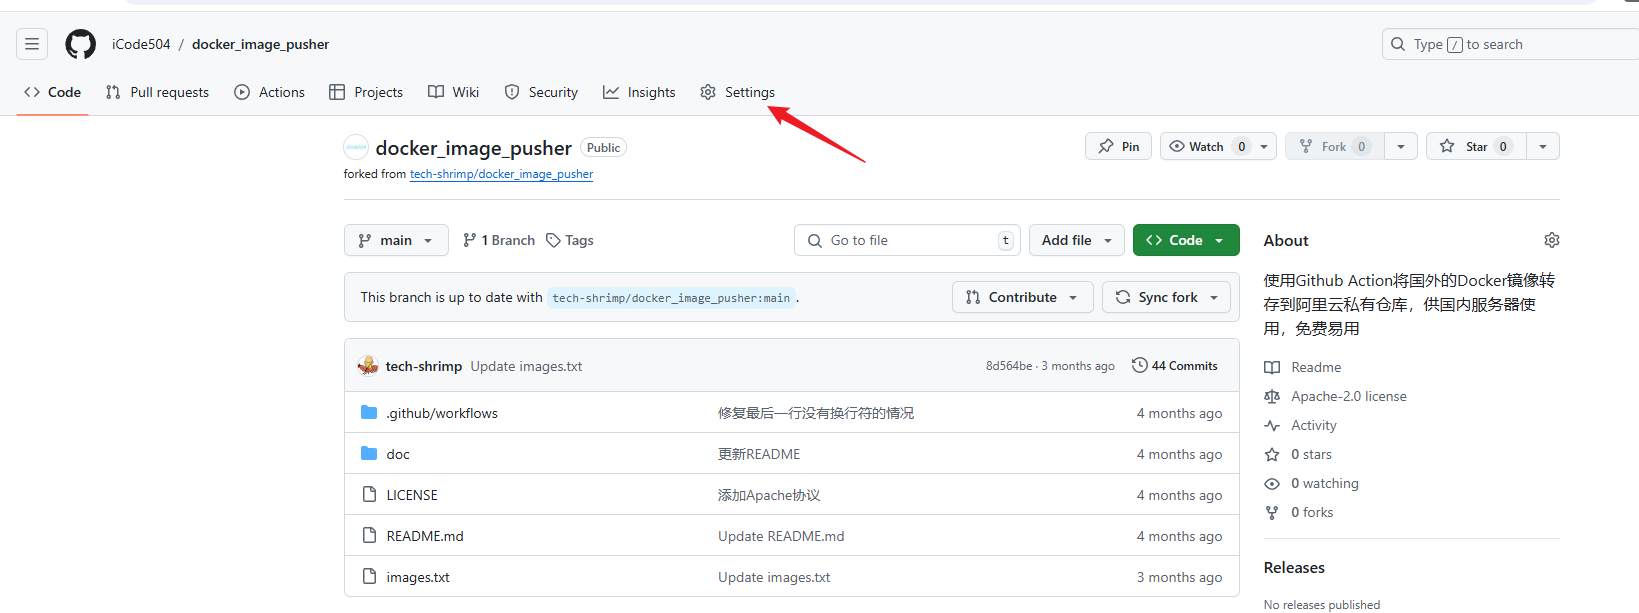 iCode504 / docker_image_pusher
Type / to search
Code Pull requests Actions Projects Wiki Security Insights Settings
docker_image_pusher Public
Pin Watch 0 Fork 0 Star 0
forked from tech-shrimp/docker_image_pusher
main 1 Branch Tags Go to file t Add file Code
This branch is up to date with tech-shrimp/docker_image_pusher:main .
Contribute Sync fork
tech-shrimp Update images.txt 8d564be · 3 months ago 44 Commits
.github/workflows 修复最后一行没有换行符的情况 4 months ago
doc 更新README 4 months ago
LICENSE 添加Apache协议 4 months ago
README.md Update README.md 4 months ago
images.txt Update images.txt 3 months ago
About
使用Github Action将国外的Docker镜像转
存到阿里云私有仓库，供国内服务器使
用，免费易用
Readme
Apache-2.0 license
Activity
0 stars
0 watching
0 forks
Releases
No releases published